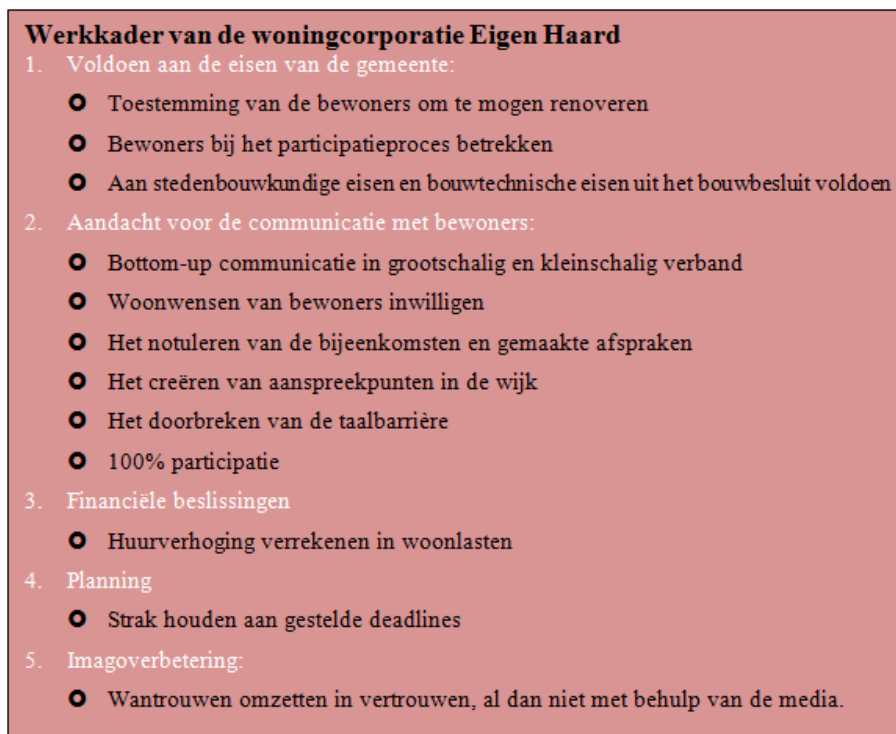 Werkkader van de woningcorporatie Eigen Haard
1. Voldoen aan de eisen van de gemeente:
Toestemming van de bewoners om te mogen renoveren
Bewoners bij het participatieproces betrekken
Aan stedenbouwkundige eisen en bouwtechnische eisen uit het bouwbesluit voldoen
2. Aandacht voor de communicatie met bewoners:
Bottom-up communicatie in grootschalig en kleinschalig verband
Woonwensen van bewoners inwilligen
Het notuleren van de bijeenkomsten en gemaakte afspraken
Het creëren van aanspreekpunten in de wijk
Het doorbreken van de taalbarrière
100% participatie
3. Financiële beslissingen
Huurverhoging verrekenen in woonlasten
4. Planning
Strak houden aan gestelde deadlines
5. Imagoverbetering:
Wantrouwen omzetten in vertrouwen, al dan niet met behulp van de media.